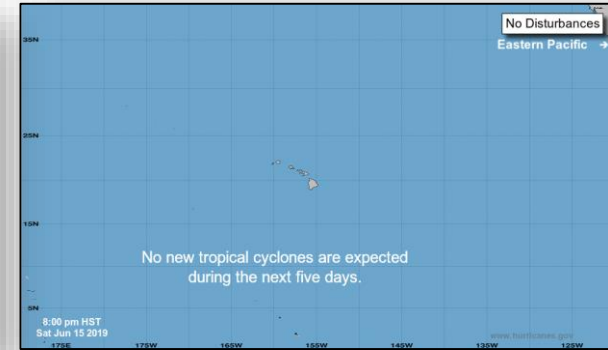 No Disturbances
Eastern Pacific →
35N
25N
15N
No new tropical cyclones are expected
during the next five days.
5N
8:00 pm HST
Sat Jun 15 2019
www.hurricanes.gov
175E 175W 165W 155W 145W 135W 125W